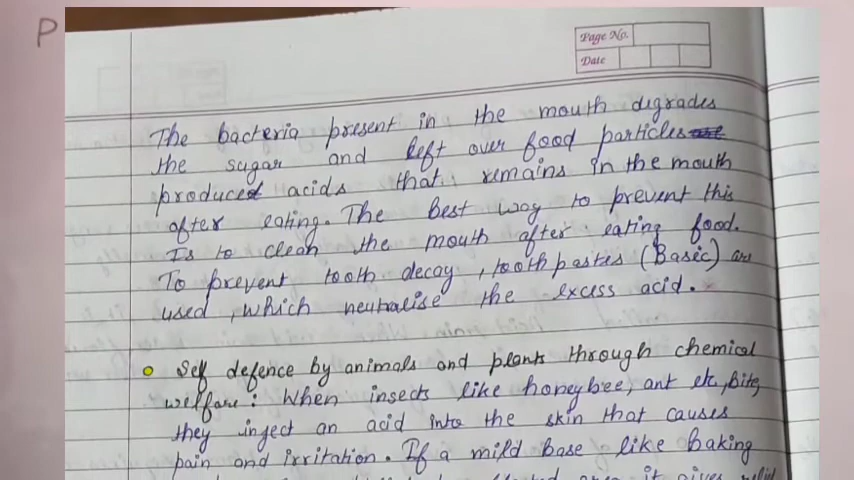 P
Page No.
Date
The bacteria present in the mouth degrades
the sugar and left over food particles
produced acids that remains in the mouth
after eating. The best way to prevent this
Is to clean the mouth after eating food.
To prevent tooth decay, tooth pastes (Basic) are
used, which neutralise the excess acid.
Self defence by animals and plants through chemical
welfare: When insects like honeybee, ant etc, bite,
they inject an acid into the skin that causes
pain and irritation. If a mild base like baking
area, it gives relief